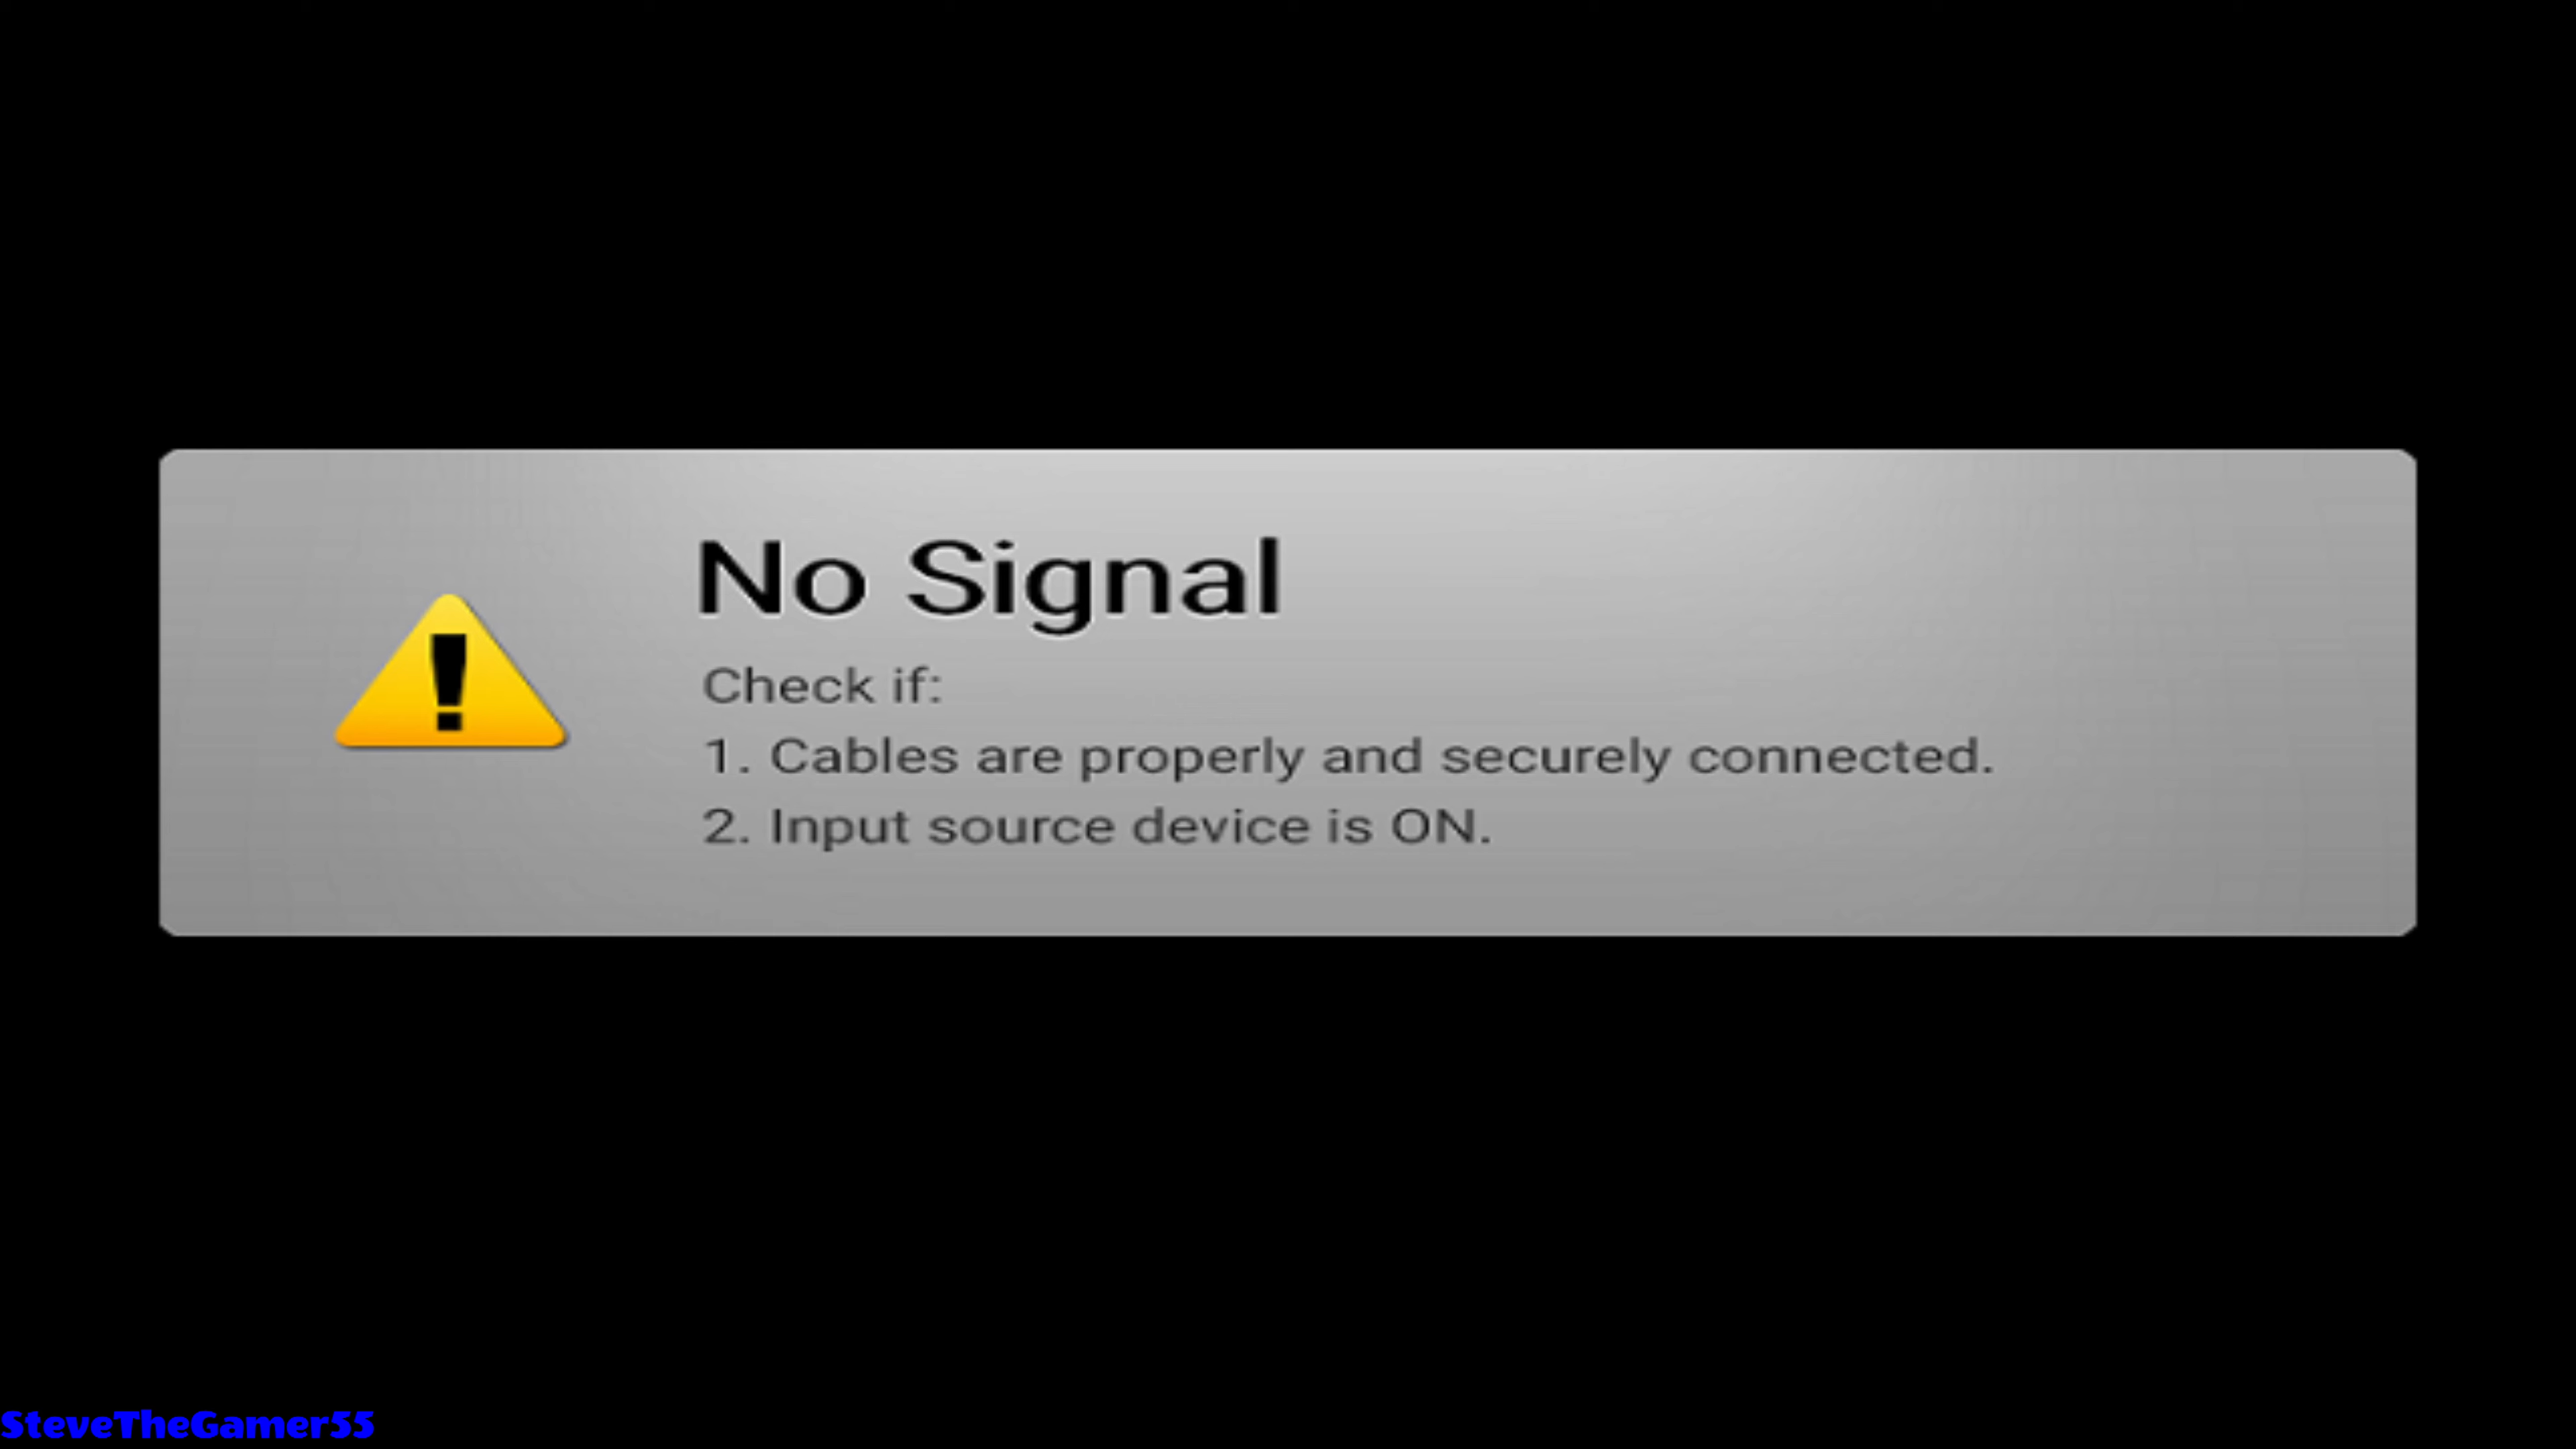 No Signal
Check if:
1. Cables are properly and securely connected.
2. Input source device is ON.
SteveTheGamer55